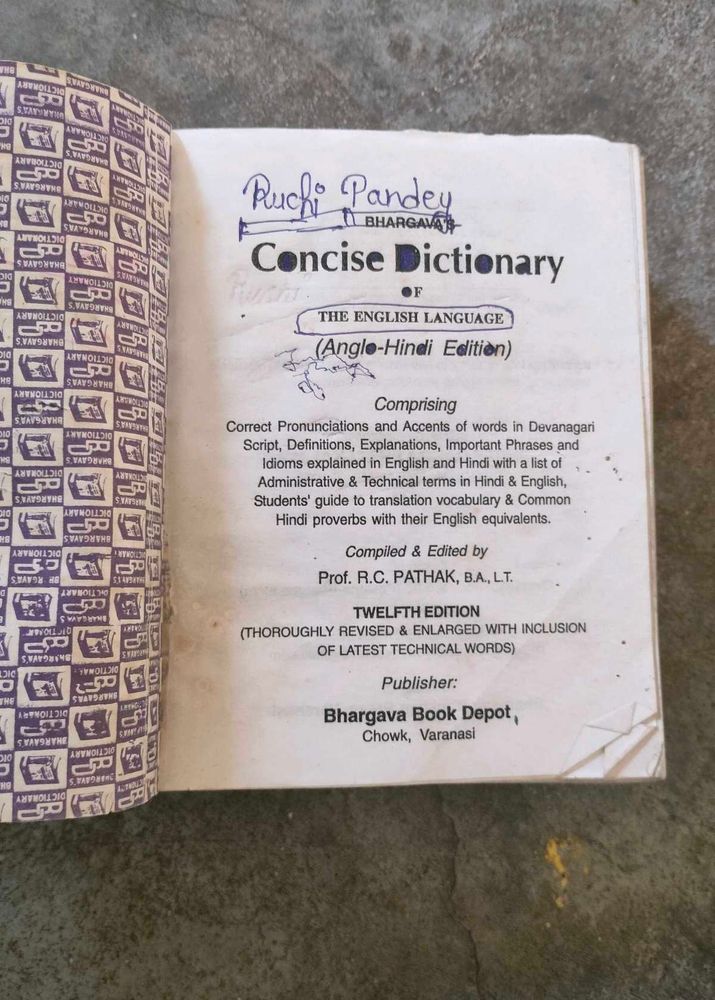 Ruchi Pandey
BHARGAVA'S
Concise Dictionary
OF
THE ENGLISH LANGUAGE
(Anglo-Hindi Edition)
Comprising
Correct Pronunciations and Accents of words in Devanagari
Script, Definitions, Explanations, Important Phrases and
Idioms explained in English and Hindi with a list of
Administrative & Technical terms in Hindi & English,
Students' guide to translation vocabulary & Common
Hindi proverbs with their English equivalents.
Compiled & Edited by
Prof. R.C. PATHAK, B.A., L.T.
TWELFTH EDITION
(THOROUGHLY REVISED & ENLARGED WITH INCLUSION
OF LATEST TECHNICAL WORDS)
Publisher:
Bhargava Book Depot,
Chowk, Varanasi
BHARGAVA'S
DICTIONARY